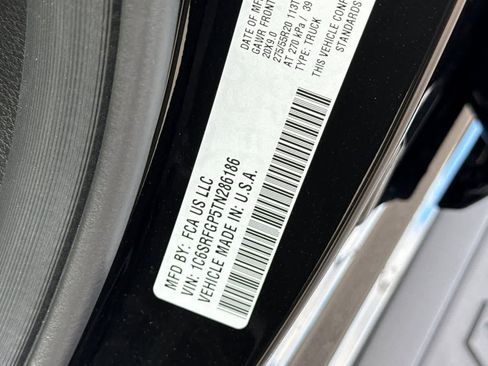 MFD BY: FCA US LLC
DATE OF MF
GAWR FRONT
20X9.0
275/55R20 113T
AT 270 kPa / 39
TYPE: TRUCK
THIS VEHICLE CONF
STANDARDS
VIN: 1C6SRFGP5TN286186
VEHICLE MADE IN: U.S.A.